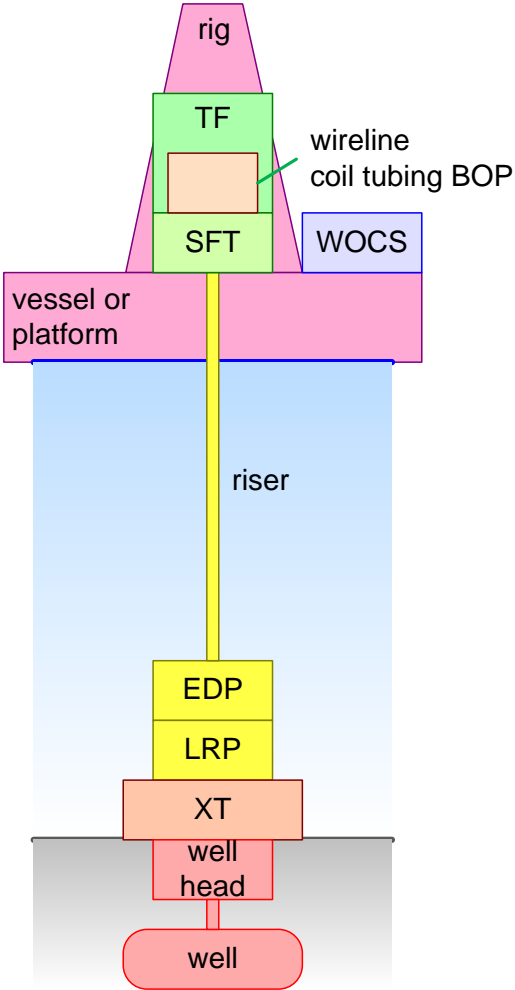 rig
TF
wireline
coil tubing BOP
SFT
WOCS
vessel or
platform
riser
EDP
LRP
XT
well
head
well